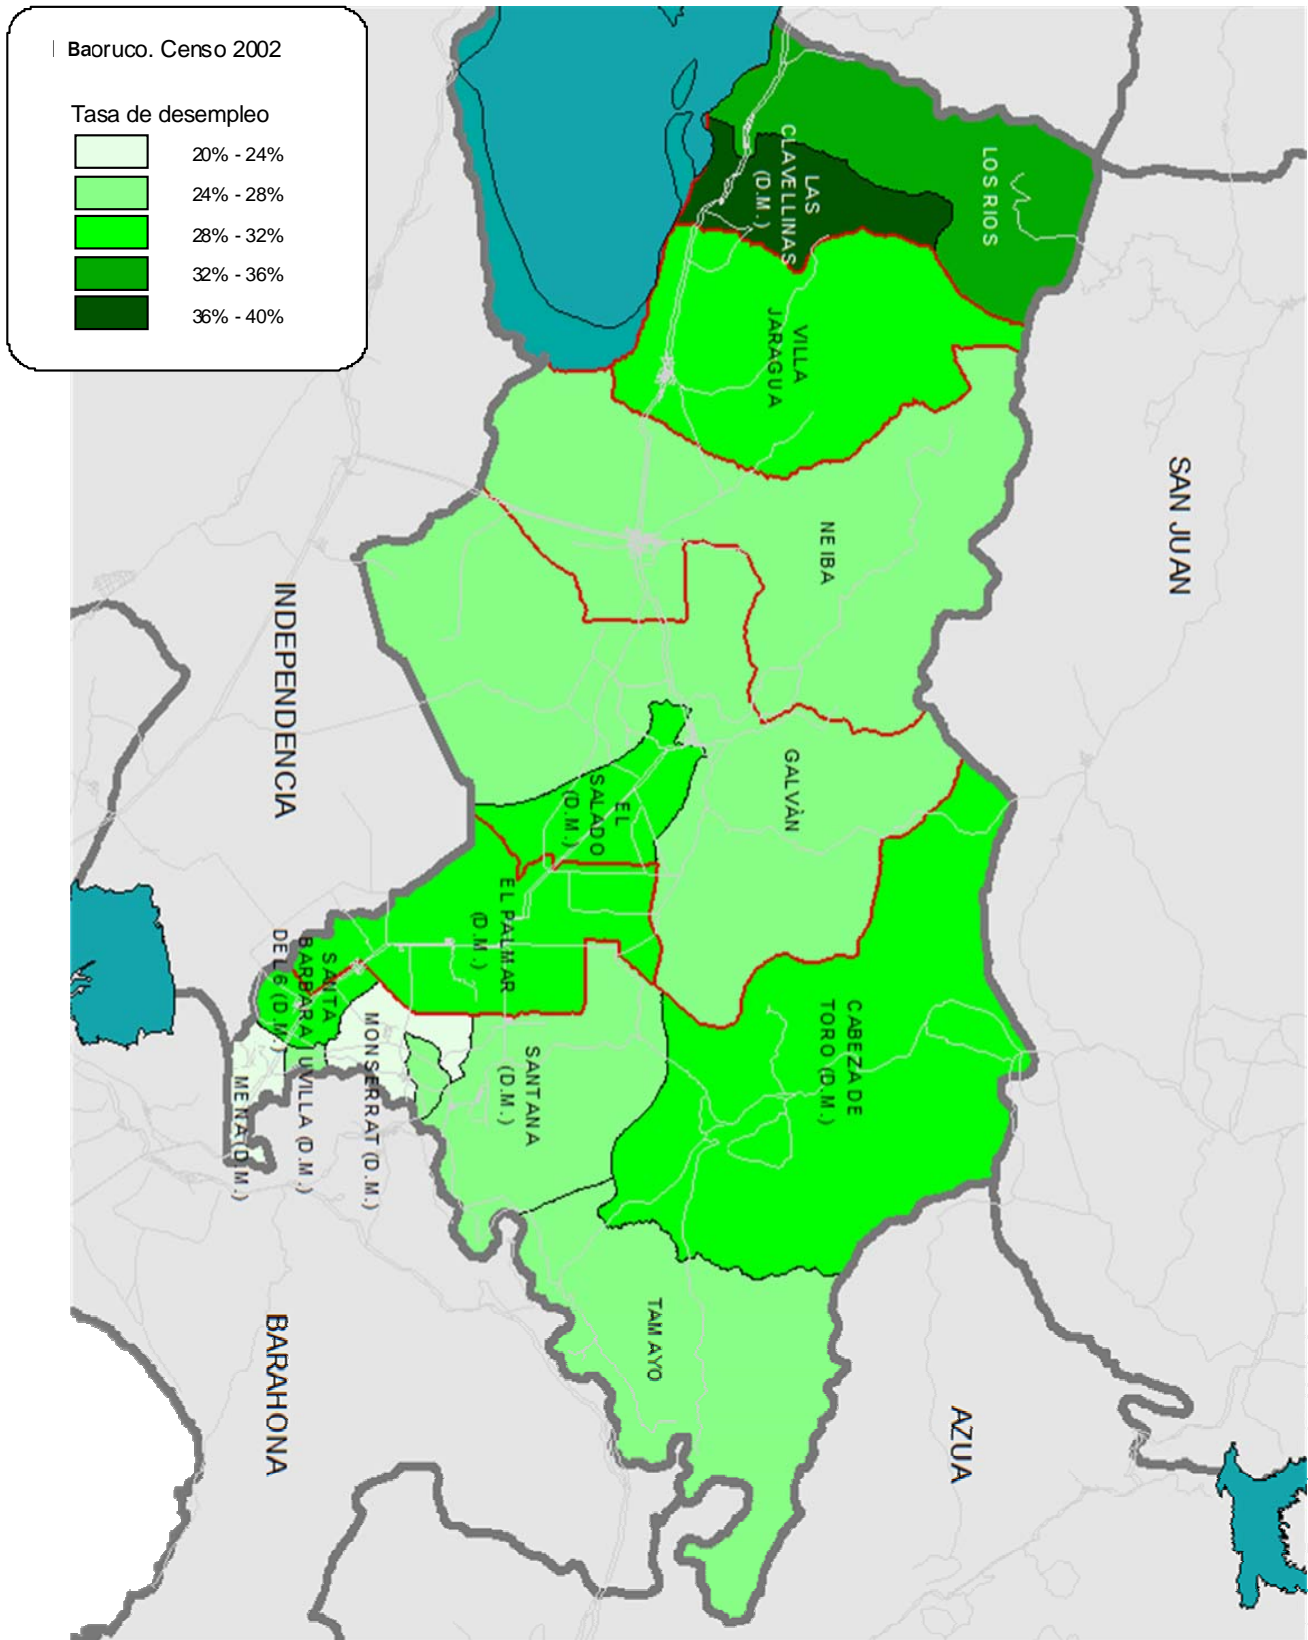 Baoruco. Censo 2002
Tasa de desempleo
20% - 24%
24% - 28%
28% - 32%
32% - 36%
36% - 40%
LOS RIOS
LAS
CLAVELLINAS
(D.M.)
VILLA
JARAGUA
NEIBA
SAN JUAN
INDEPENDENCIA
GALVÀN
EL
SALADO
(D.M.)
EL PALMAR
(D.M.)
SANTA
BARBARA
DEL 6 (D.M.)
UVILLA (D.M.)
MONSERRAT (D.M.)
MENA (D.M.)
SANTANA
(D.M.)
CABEZA DE
TORO (D.M.)
TAMAYO
BARAHONA
AZUA